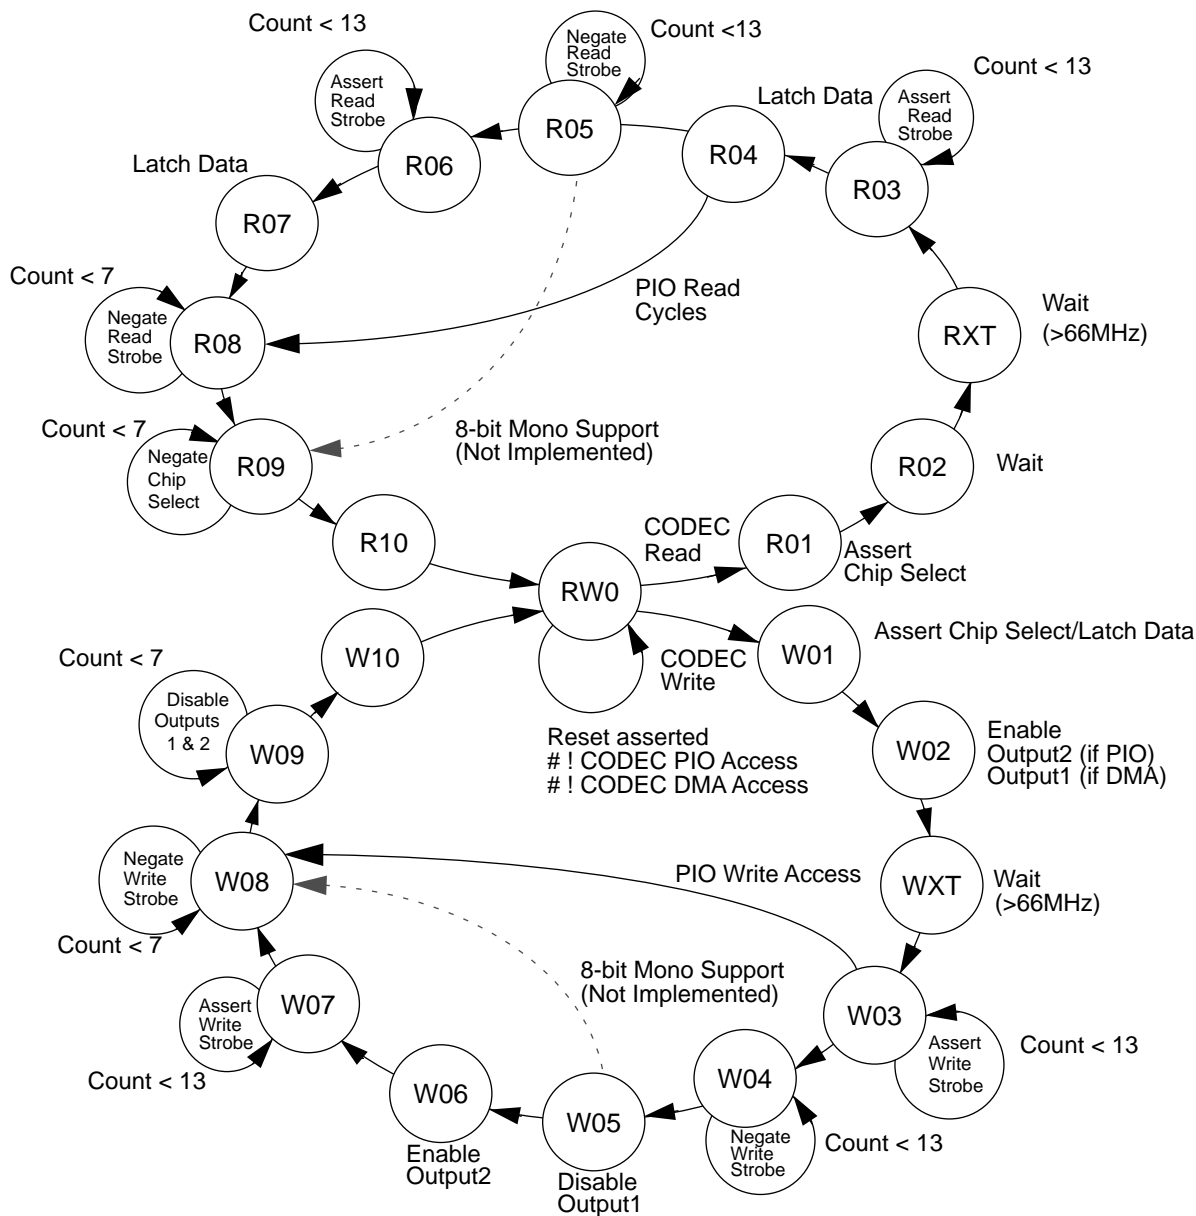 Count < 13
Negate
Read
Strobe
Count <13
Assert
Read
Strobe
Count < 13
Latch Data
Assert
Read
Strobe
R05
R04
R06
R03
Latch Data
R07
Count < 7
Negate
Read
Strobe
R08
PIO Read
Cycles
RXT
Wait
(>66MHz)
Count < 7
Negate
Chip
Select
R09
8-bit Mono Support
(Not Implemented)
R02
Wait
R10
CODEC
Read
R01
Assert
Chip Select
RW0
W10
CODEC
Write
W01
Assert Chip Select/Latch Data
Count < 7
Disable
Outputs
1 & 2
W09
Reset asserted
# ! CODEC PIO Access
# ! CODEC DMA Access
W02
Enable
Output2 (if PIO)
Output1 (if DMA)
Negate
Write
Strobe
W08
PIO Write Access
WXT
Wait
(>66MHz)
Count < 7
8-bit Mono Support
(Not Implemented)
Assert
Write
Strobe
W07
W03
Count < 13
Assert
Write
Strobe
Count < 13
W06
W04
W05
Enable
Output2
Negate
Write
Strobe
Count < 13
Disable
Output1